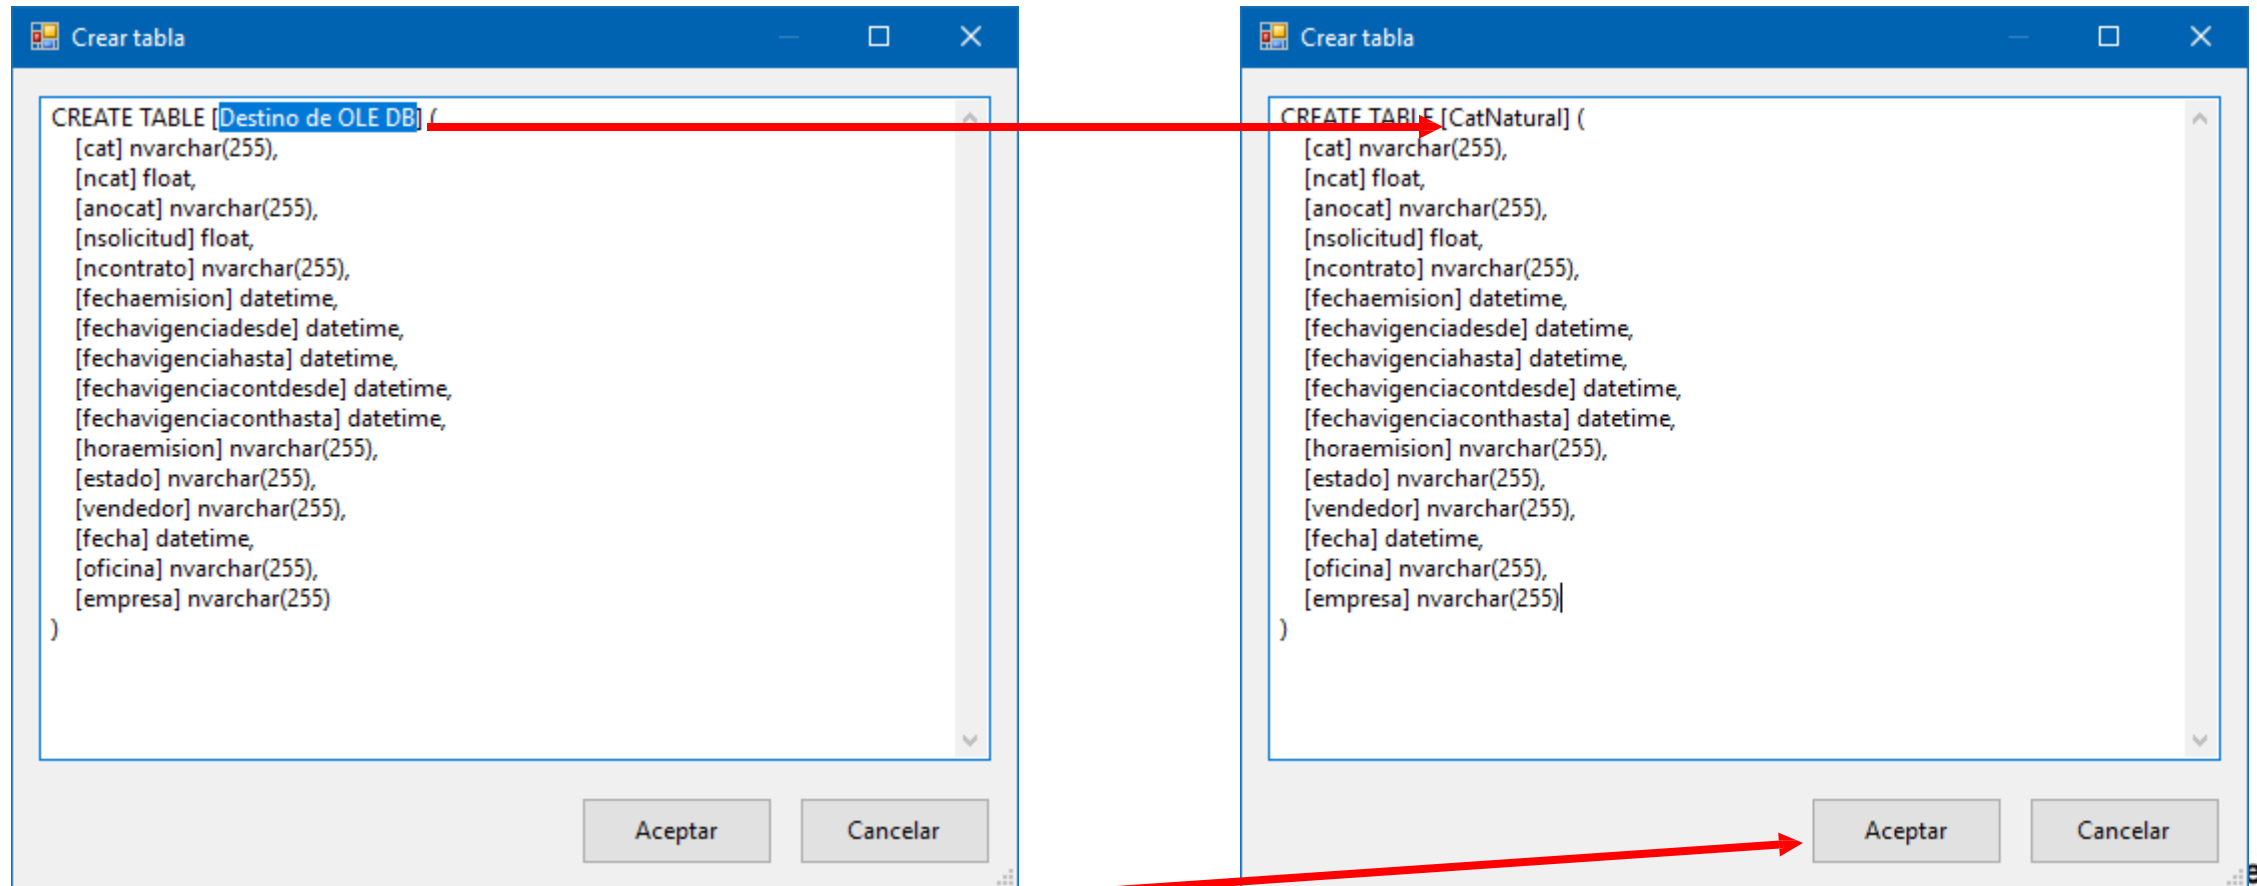 Crear tabla
CREATE TABLE [Destino de OLE DB] (
[cat] nvarchar(255),
[ncat] float,
[anocat] nvarchar(255),
[nsolicitud] float,
[ncontrato] nvarchar(255),
[fechaemision] datetime,
[fechavigenciadesde] datetime,
[fechavigenciahasta] datetime,
[fechavigenciacontdesde] datetime,
[fechavigenciaconthasta] datetime,
[horaemision] nvarchar(255),
[estado] nvarchar(255),
[vendedor] nvarchar(255),
[fecha] datetime,
[oficina] nvarchar(255),
[empresa] nvarchar(255)
)
Aceptar
Cancelar
Crear tabla
CREATE TABLE [CatNatural] (
[cat] nvarchar(255),
[ncat] float,
[anocat] nvarchar(255),
[nsolicitud] float,
[ncontrato] nvarchar(255),
[fechaemision] datetime,
[fechavigenciadesde] datetime,
[fechavigenciahasta] datetime,
[fechavigenciacontdesde] datetime,
[fechavigenciaconthasta] datetime,
[horaemision] nvarchar(255),
[estado] nvarchar(255),
[vendedor] nvarchar(255),
[fecha] datetime,
[oficina] nvarchar(255),
[empresa] nvarchar(255)
)
Aceptar
Cancelar